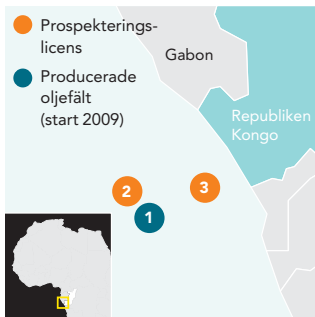 Prospekterings-
licens
Producerade
oljefält
(start 2009)
Gabon
Republiken
Kongo
2
3
1